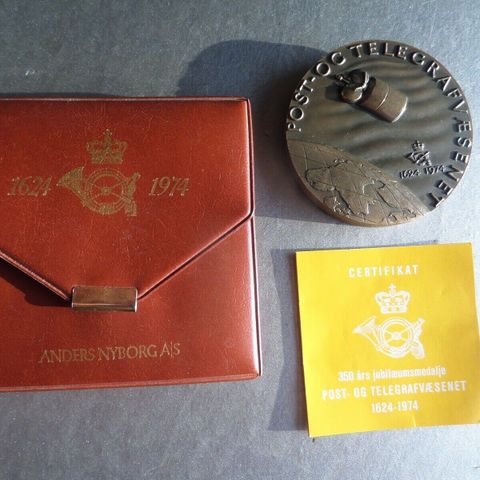 1624 1974
ANDERS NYBORG A/S
POST- OG TELEGRAFVÆSENET
1624 1974
CERTIFIKAT
350 års jubilæumsmedalje
POST- OG TELEGRAFVÆSENET
1624-1974